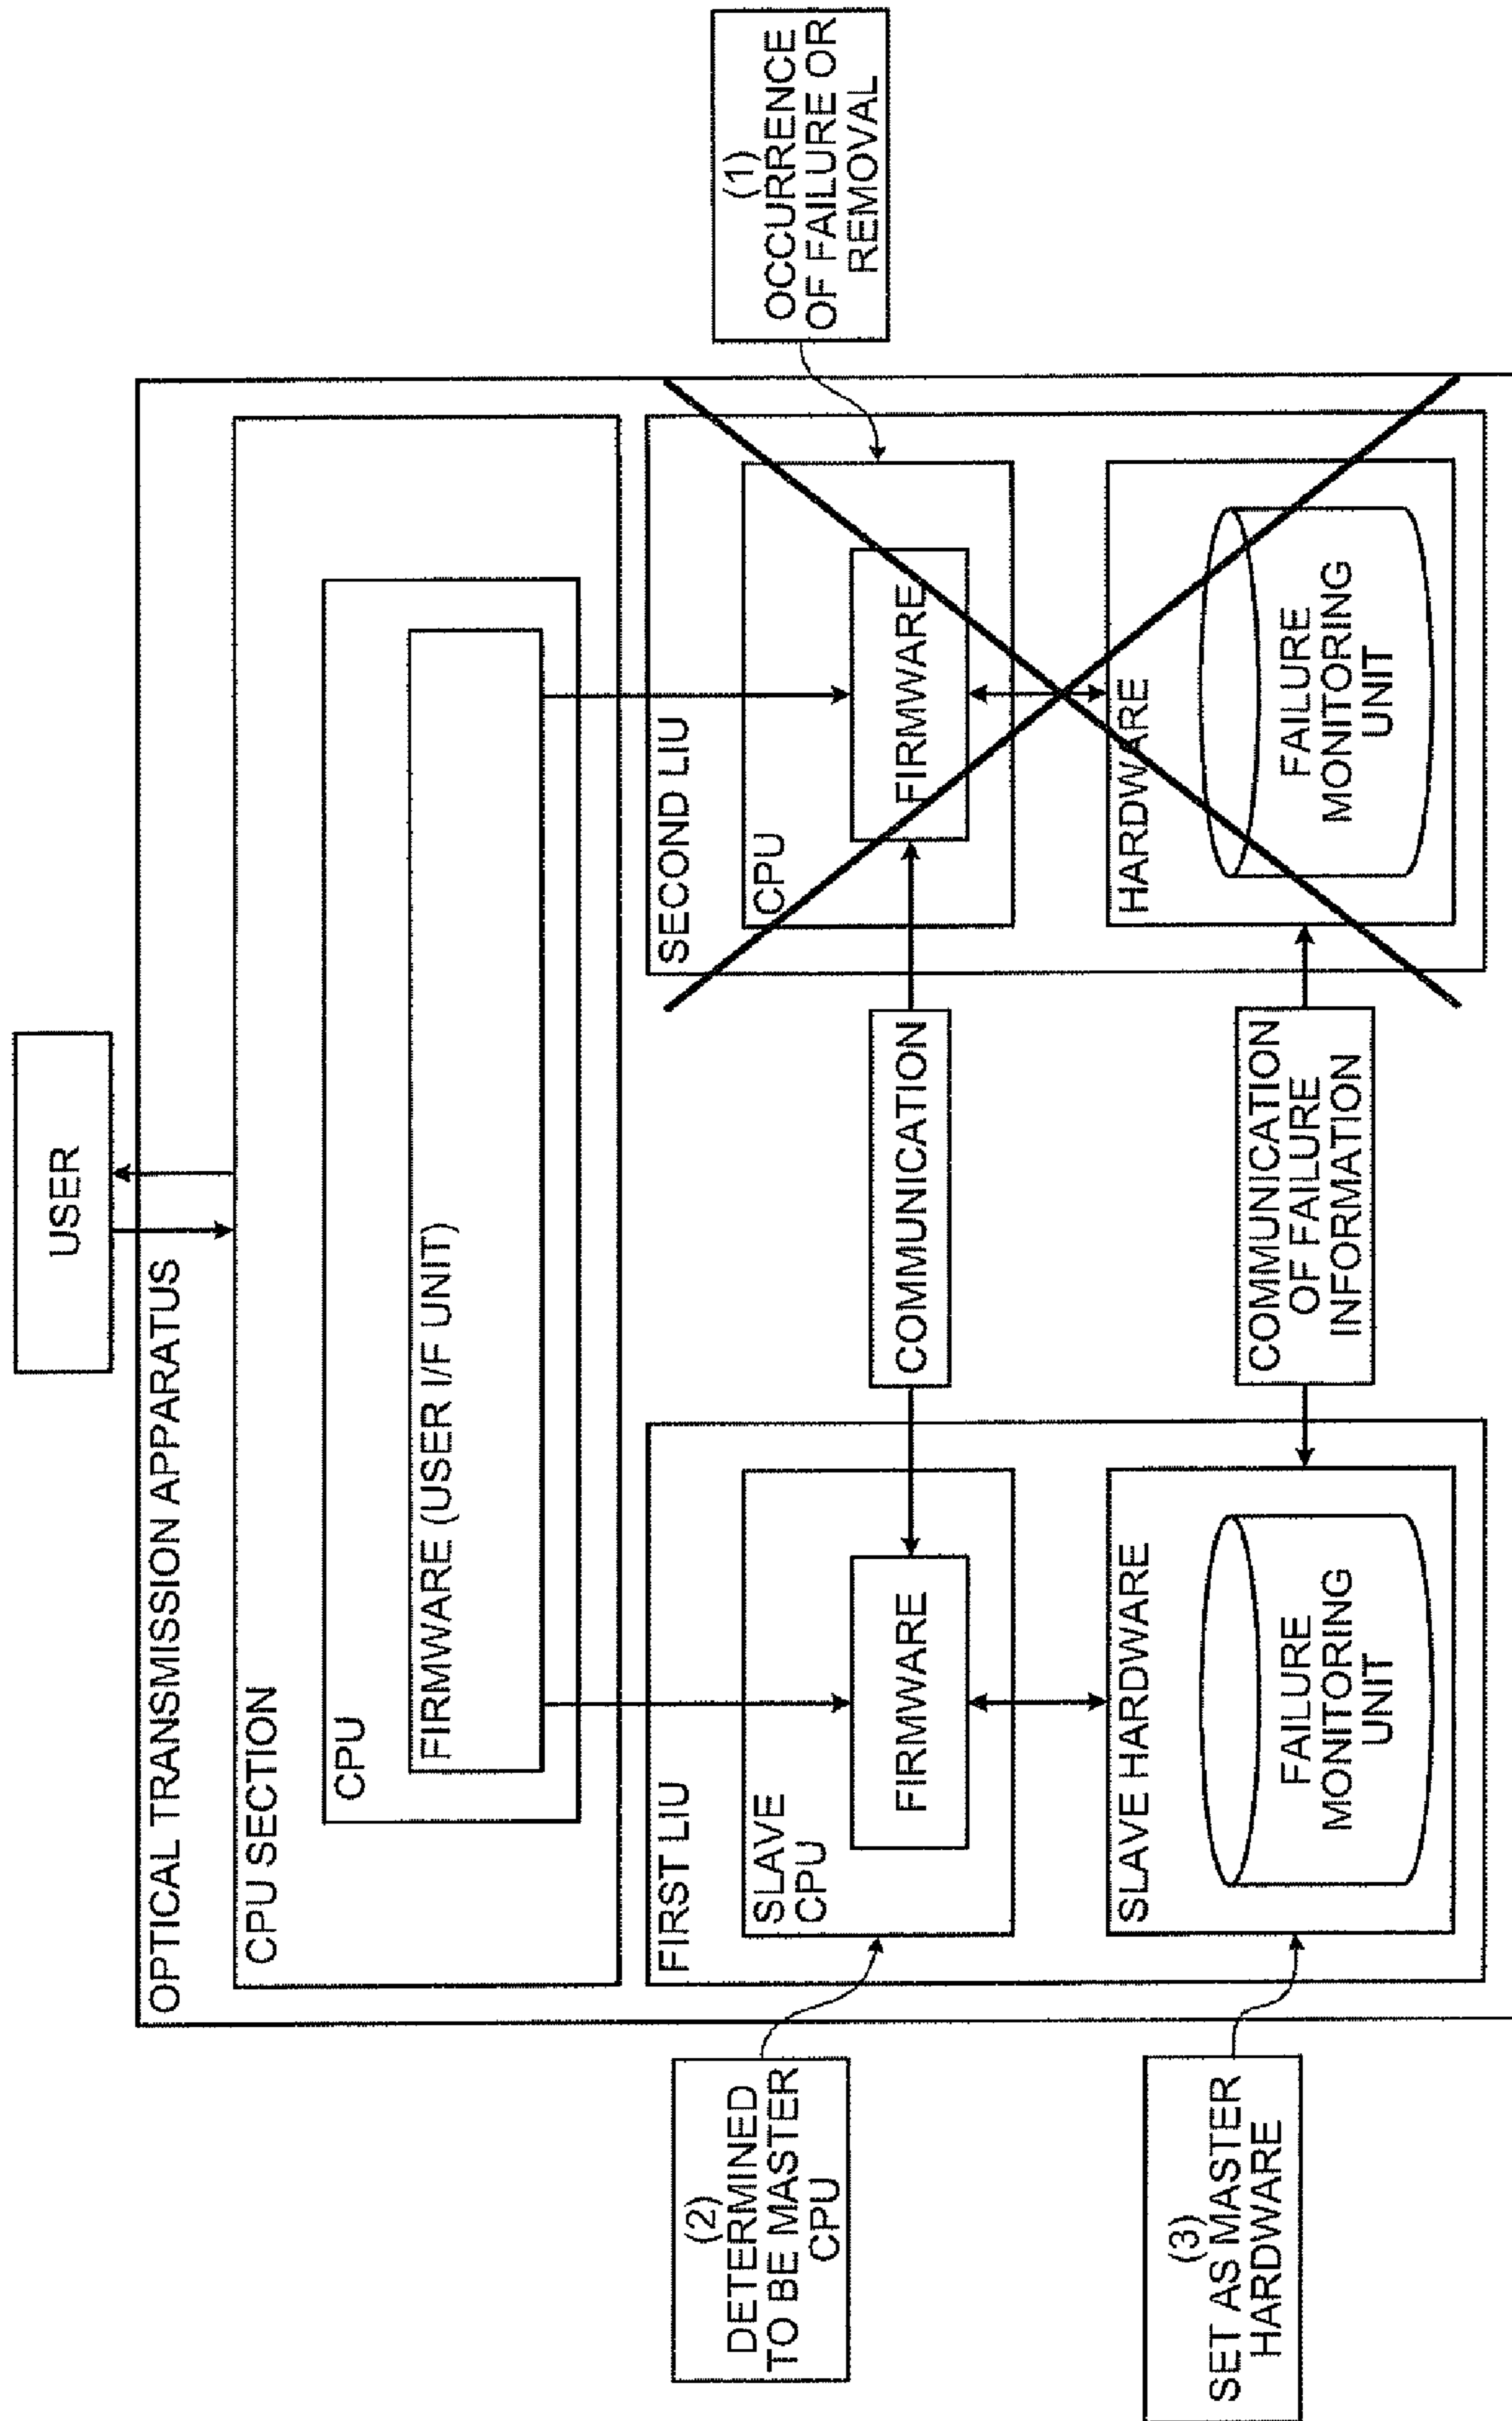 USER
OPTICAL TRANSMISSION APPARATUS
CPU SECTION
CPU
FIRMWARE (USER I/F UNIT)
FIRST LIU
SLAVE
CPU
FIRMWARE
SLAVE HARDWARE
FAILURE
MONITORING
UNIT
COMMUNICATION
COMMUNICATION
OF FAILURE
INFORMATION
SECOND LIU
CPU
FIRMWARE
HARDWARE
FAILURE
MONITORING
UNIT
(1)
OCCURRENCE
OF FAILURE OR
REMOVAL
(2)
DETERMINED
TO BE MASTER
CPU
(3)
SET AS MASTER
HARDWARE